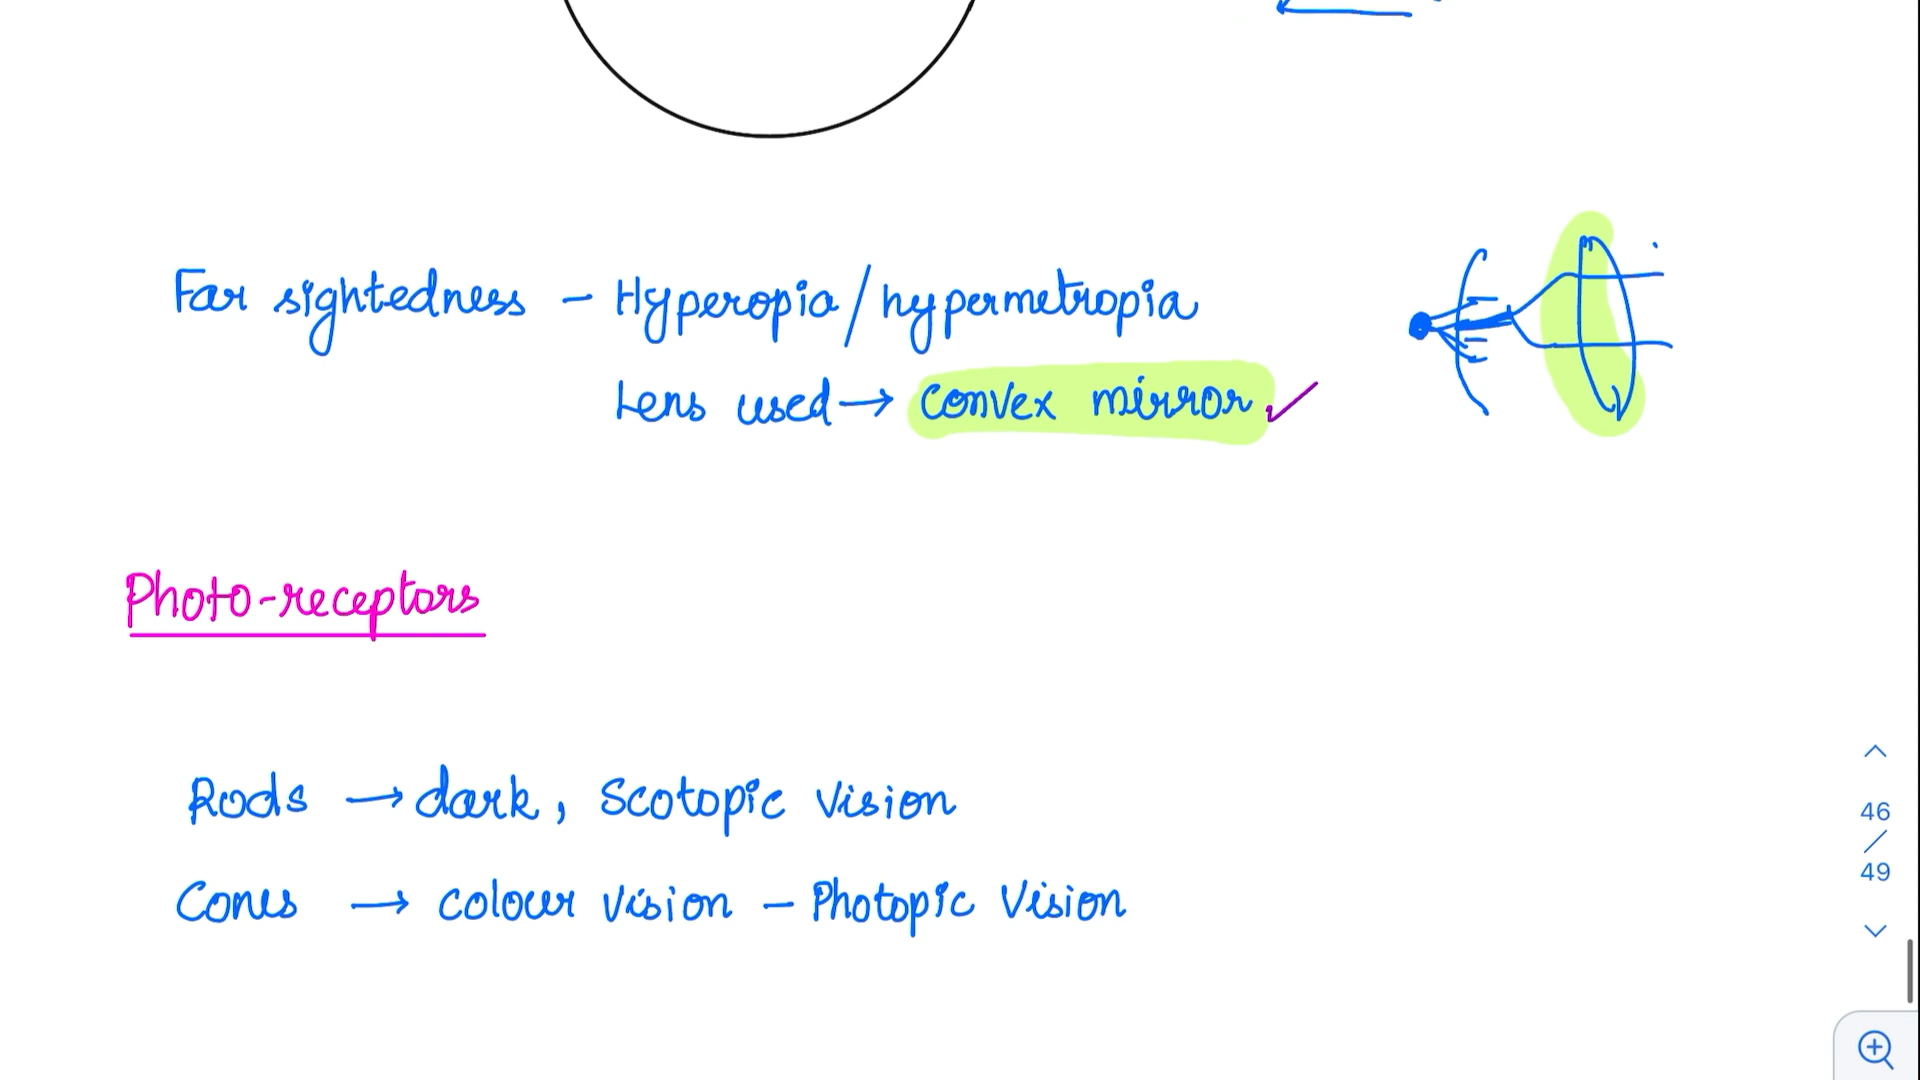 Far sightedness - Hyperopia/hypermetropia
Lens used → Convex mirror ✓
Photo-receptors
Rods → dark, Scotopic Vision
Cones → colour vision - Photopic Vision
46
/
49